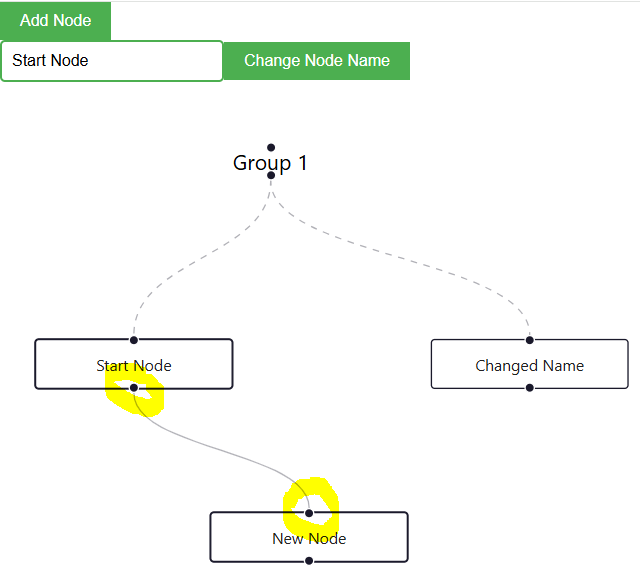 Add Node
Start Node
Change Node Name
Group 1
Start Node
Changed Name
New Node